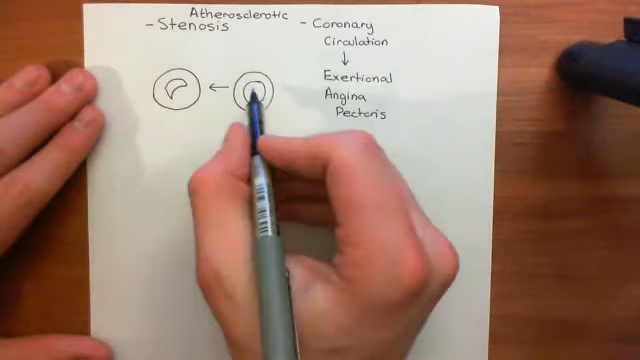 Atherosclerotic
- Stenosis
- Coronary
Circulation
↓
Exertional
Angina
Pectoris